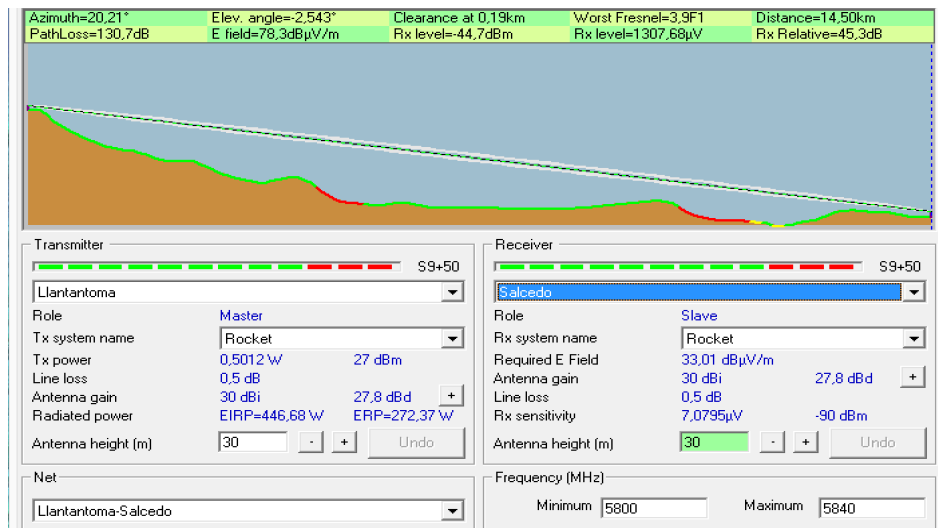 Azimuth=20,21° Elev. angle=-2,543° Clearance at 0,19km Worst Fresnel=3,9F1 Distance=14,50km
PathLoss=130,7dB E field=78,3dBµV/m Rx level=-44,7dBm Rx level=1307,68µV Rx Relative=45,3dB
Transmitter
S9+50
Llantantoma
Role Master
Tx system name Rocket
Tx power 0,5012 W 27 dBm
Line loss 0,5 dB
Antenna gain 30 dBi 27,8 dBd +
Radiated power EIRP=446,68 W ERP=272,37 W
Antenna height (m) 30 - + Undo
Net
Llantantoma-Salcedo
Receiver
S9+50
Salcedo
Role Slave
Rx system name Rocket
Required E Field 33,01 dBµV/m
Antenna gain 30 dBi 27,8 dBd +
Line loss 0,5 dB
Rx sensitivity 7,0795µV -90 dBm
Antenna height (m) 30 - + Undo
Frequency (MHz)
Minimum 5800 Maximum 5840